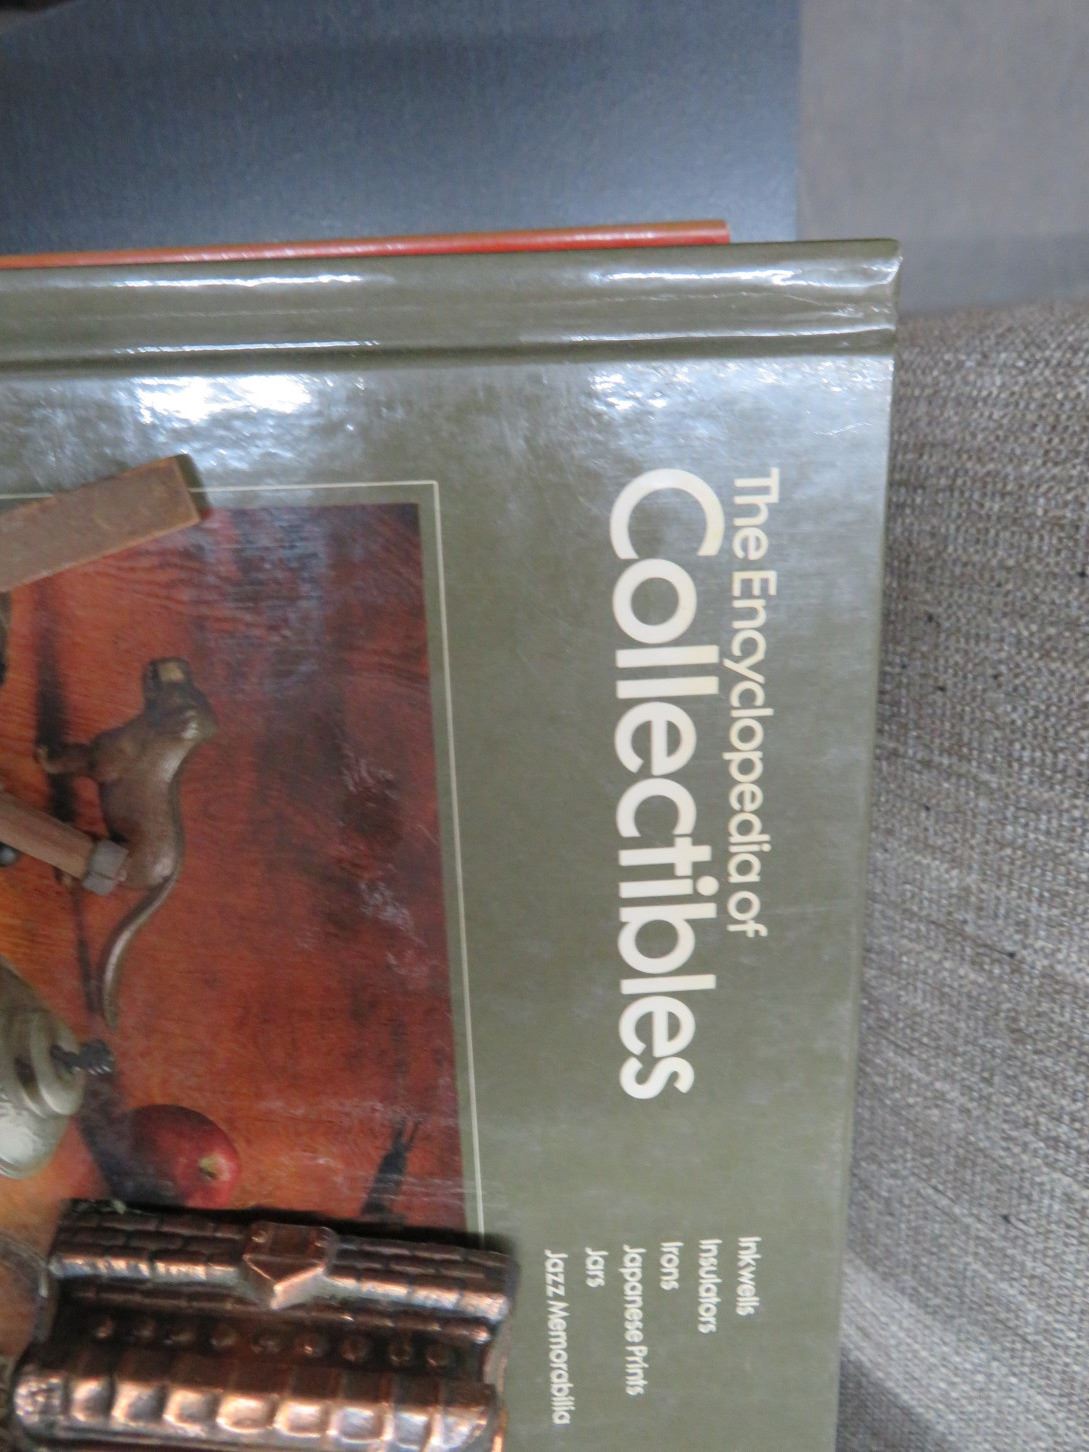 The Encyclopedia of
Collectibles
Inkwells
Insulators
Irons
Japanese Prints
Jars
Jazz Memorabilia